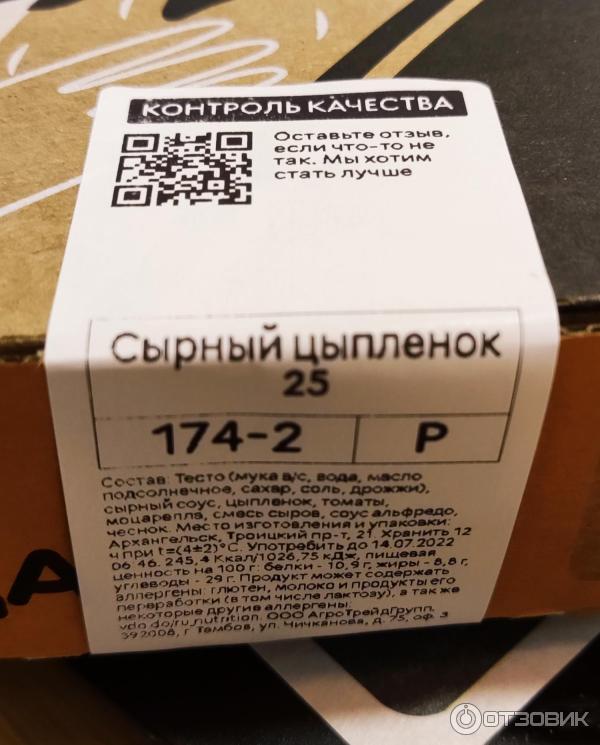 КОНТРОЛЬ КАЧЕСТВА
Оставьте отзыв,
если что-то не
так. Мы хотим
стать лучше
Сырный цыпленок
25
174-2
Р
Состав: Тесто (мука в/с, вода, масло
подсолнечное, сахар, соль, дрожжи),
сырный соус, цыпленок, томаты,
моцарелла, смесь сыров, соус альфредо,
чеснок. Место изготовления и упаковки:
Архангельск, Троицкий пр-т, 21. Хранить 12
ч при t=(4±2)°С. Употребить до 14.07.2022
06:46. 245,4 Ккал/1026,75 кДж, пищевая
ценность на 100 г: белки - 10,9 г, жиры - 8,8 г,
углеводы - 29 г. Продукт может содержать
аллергены: глютен, молоко и продукты его
переработки (в том числе лактозу), а также
некоторые другие аллергены.
vdo.do/ru_nutrition. ООО АгроТрейдГрупп,
392008, г Тамбов, ул. Чичканова, д. 75, оф. 3
ОТЗОВИК